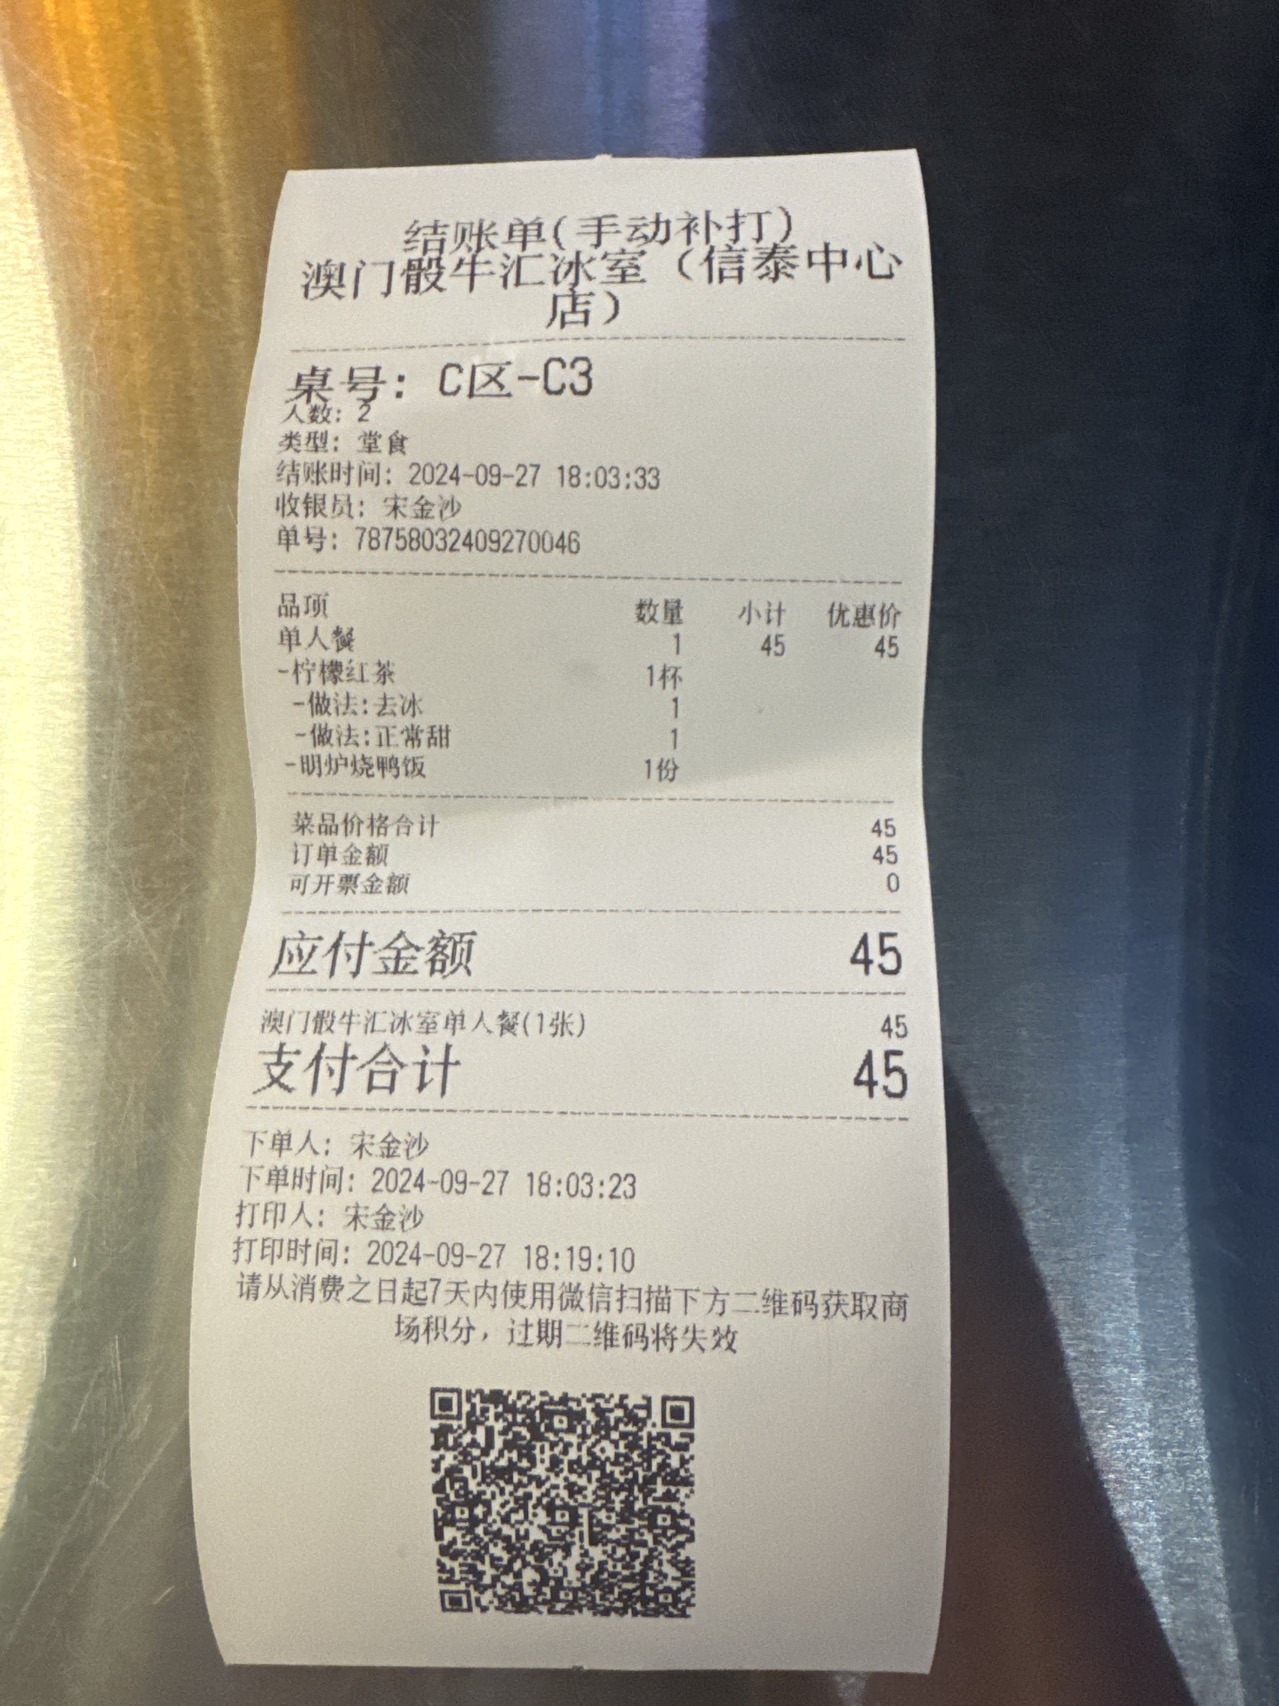 结账单(手动补打)
澳门骰牛汇冰室（信泰中心
店）
桌号: C区-C3
人数: 2
类型: 堂食
结账时间: 2024-09-27 18:03:33
收银员: 宋金沙
单号: 78758032409270046
品项 数量 小计 优惠价
单人餐 1 45 45
-柠檬红茶 1杯
-做法:去冰 1
-做法:正常甜 1
-明炉烧鸭饭 1份
菜品价格合计 45
订单金额 45
可开票金额 0
应付金额 45
澳门骰牛汇冰室单人餐(1张) 45
支付合计 45
下单人: 宋金沙
下单时间: 2024-09-27 18:03:23
打印人: 宋金沙
打印时间: 2024-09-27 18:19:10
请从消费之日起7天内使用微信扫描下方二维码获取商
场积分，过期二维码将失效